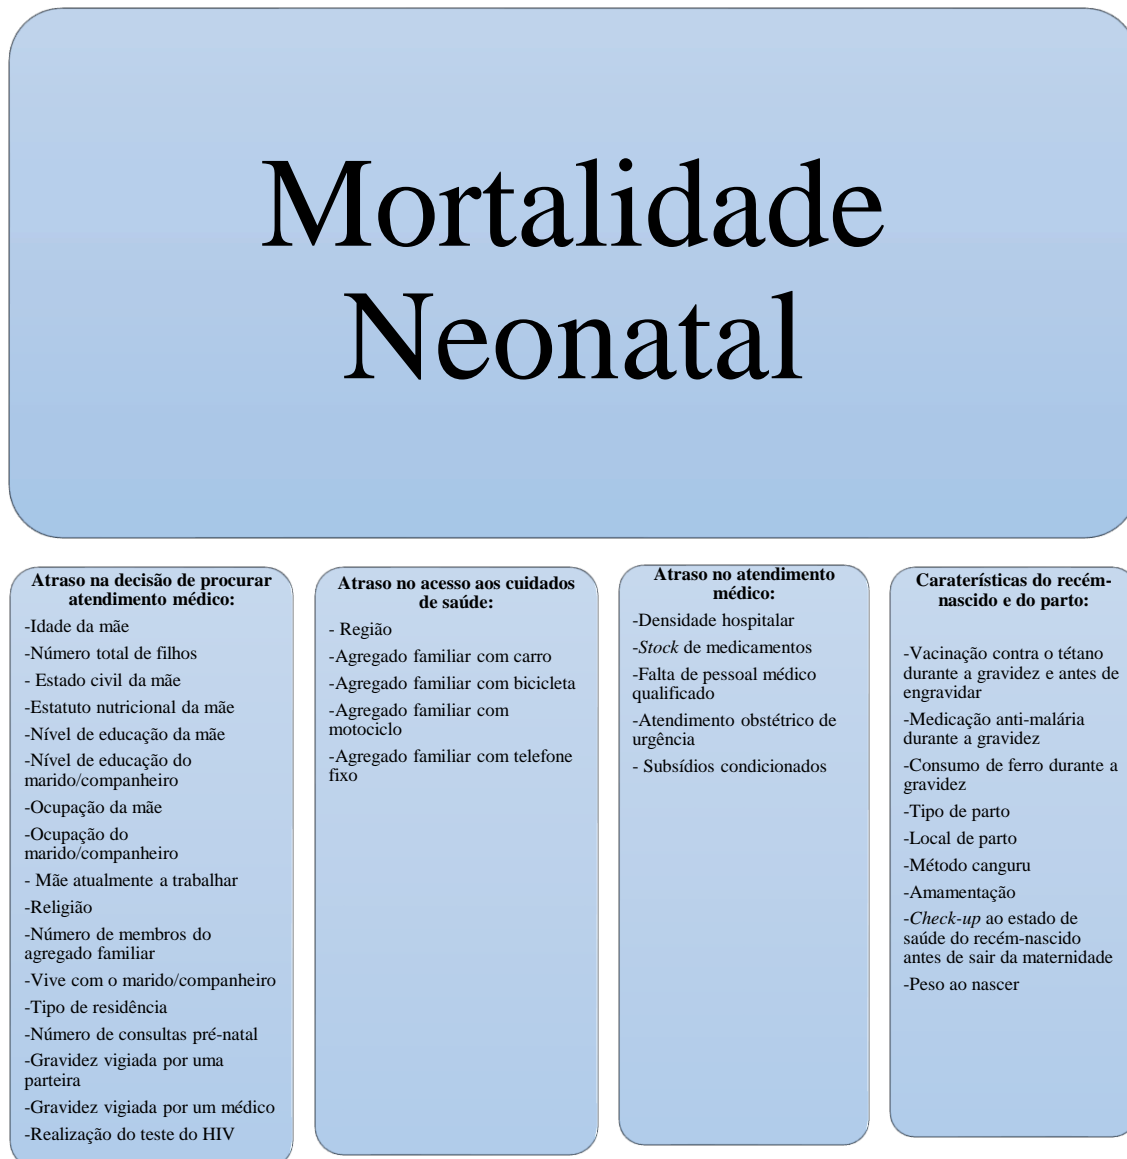 Mortalidade
Neonatal
Atraso na decisão de procurar
atendimento médico:
-Idade da mãe
-Número total de filhos
- Estado civil da mãe
-Estatuto nutricional da mãe
-Nível de educação da mãe
-Nível de educação do
marido/companheiro
-Ocupação da mãe
-Ocupação do
marido/companheiro
- Mãe atualmente a trabalhar
-Religião
-Número de membros do
agregado familiar
-Vive com o marido/companheiro
-Tipo de residência
-Número de consultas pré-natal
-Gravidez vigiada por uma
parteira
-Gravidez vigiada por um médico
-Realização do teste do HIV
Atraso no acesso aos cuidados
de saúde:
- Região
-Agregado familiar com carro
-Agregado familiar com bicicleta
-Agregado familiar com
motociclo
-Agregado familiar com telefone
fixo
Atraso no atendimento
médico:
-Densidade hospitalar
-Stock de medicamentos
-Falta de pessoal médico
qualificado
-Atendimento obstétrico de
urgência
- Subsídios condicionados
Caraterísticas do recém-
nascido e do parto:
-Vacinação contra o tétano
durante a gravidez e antes de
engravidar
-Medicação anti-malária
durante a gravidez
-Consumo de ferro durante a
gravidez
-Tipo de parto
-Local de parto
-Método canguru
-Amamentação
-Check-up ao estado de
saúde do recém-nascido
antes de sair da maternidade
-Peso ao nascer